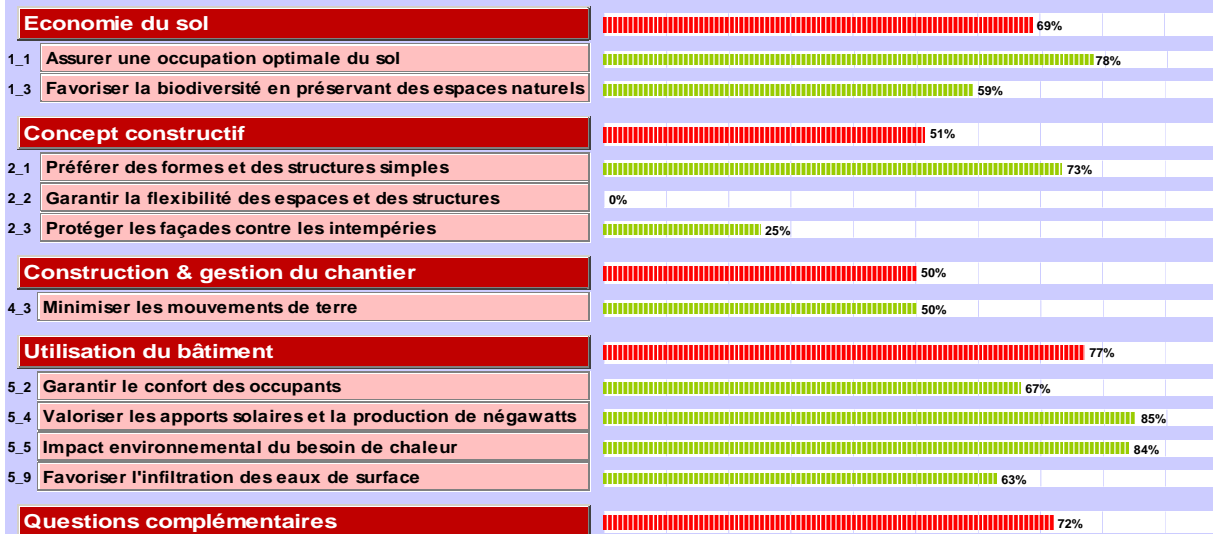 Economie du sol 69%
1_1 Assurer une occupation optimale du sol 78%
1_3 Favoriser la biodiversité en préservant des espaces naturels 59%
Concept constructif 51%
2_1 Préférer des formes et des structures simples 73%
2_2 Garantir la flexibilité des espaces et des structures 0%
2_3 Protéger les façades contre les intempéries 25%
Construction & gestion du chantier 50%
4_3 Minimiser les mouvements de terre 50%
Utilisation du bâtiment 77%
5_2 Garantir le confort des occupants 67%
5_4 Valoriser les apports solaires et la production de négawatts 85%
5_5 Impact environnemental du besoin de chaleur 84%
5_9 Favoriser l'infiltration des eaux de surface 63%
Questions complémentaires 72%